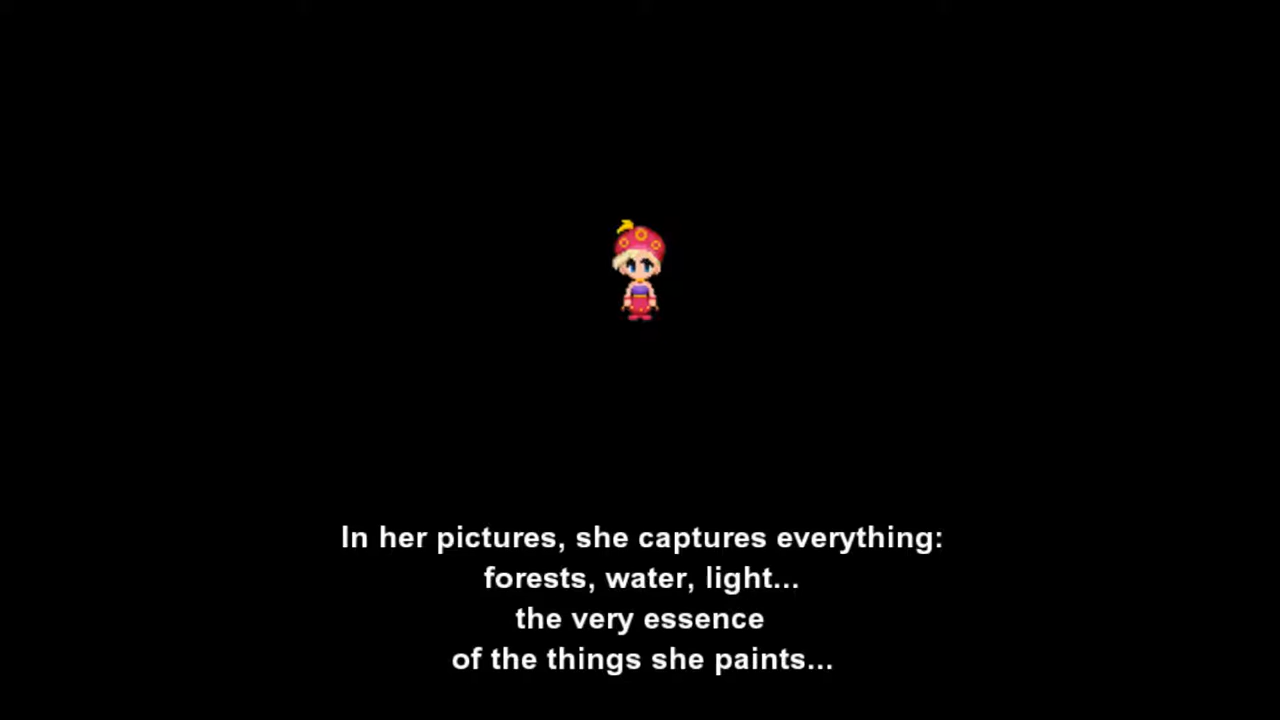 In her pictures, she captures everything:
forests, water, light...
the very essence
of the things she paints...